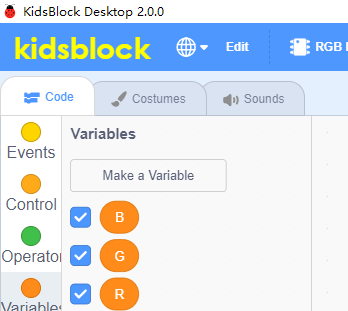 KidsBlock Desktop 2.0.0
kidsblock Edit RGB
Code Costumes Sounds
Events
Control
Operator
Variables
Variables
Make a Variable
B
G
R